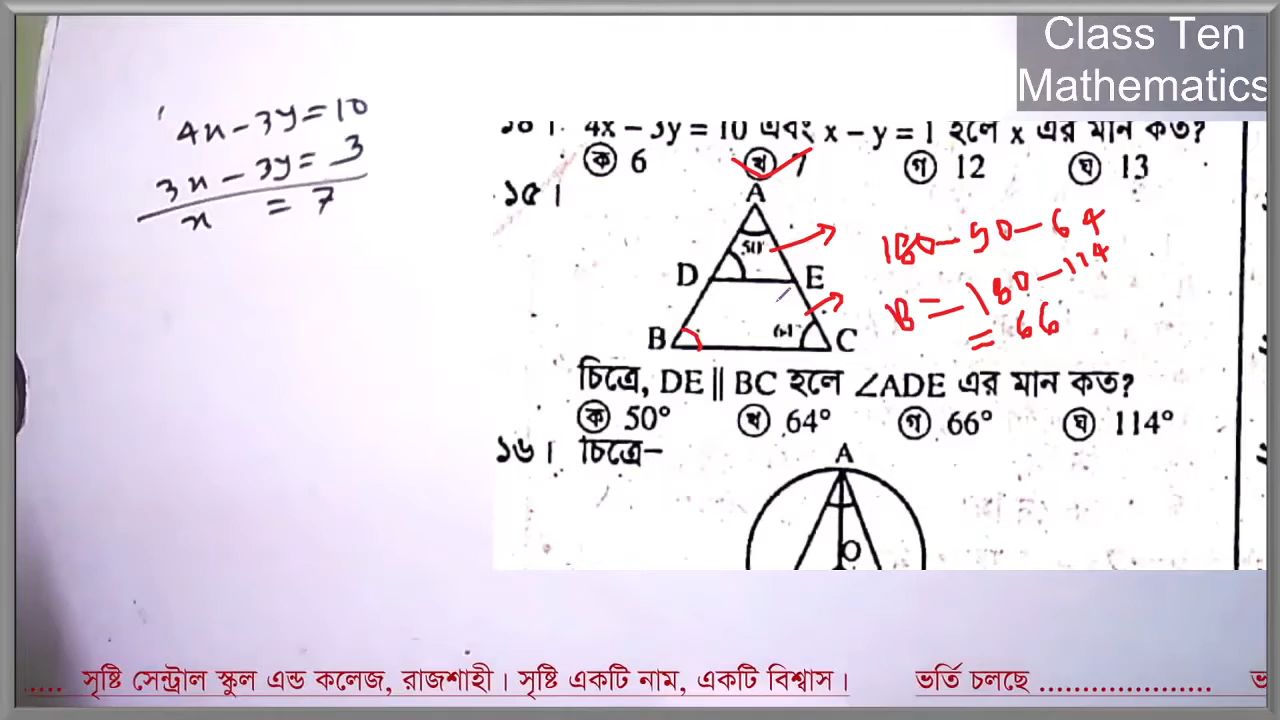 Class Ten
Mathematics
4x - 3y = 10
3x - 3y = 3
x = 7
১৪। 4x – 3y = 10 এবং x – y = 1 হলে x এর মান কত?
ক 6 খ 7 গ 12 ঘ 13
১৫।
A
50°
D E
B C
180 - 50 - 64
B = 180 - 114
= 66
চিত্রে, DE || BC হলে ∠ADE এর মান কত?
ক 50° খ 64° গ 66° ঘ 114°
১৬। চিত্রে–
A
O
..... সৃষ্টি সেন্ট্রাল স্কুল এন্ড কলেজ, রাজশাহী। সৃষ্টি একটি নাম, একটি বিশ্বাস। ভর্তি চলছে ......................